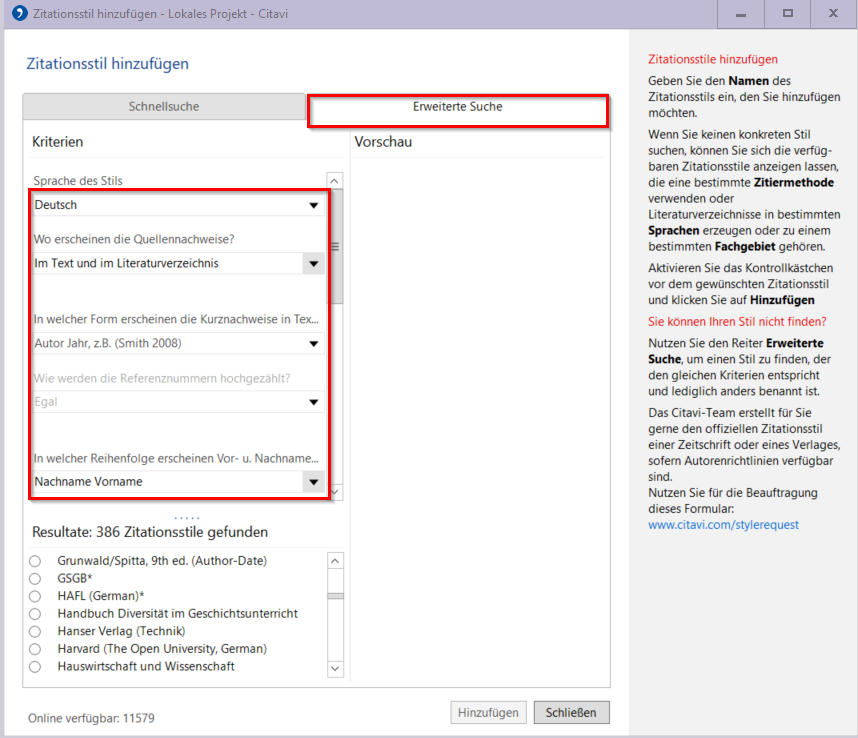 Zitationsstil hinzufügen - Lokales Projekt - Citavi
Zitationsstil hinzufügen
Schnellsuche
Erweiterte Suche
Kriterien
Vorschau
Sprache des Stils
Deutsch
Wo erscheinen die Quellennachweise?
Im Text und im Literaturverzeichnis
In welcher Form erscheinen die Kurznachweise in Tex...
Autor Jahr, z.B. (Smith 2008)
Wie werden die Referenznummern hochgezählt?
Egal
In welcher Reihenfolge erscheinen Vor- u. Nachname...
Nachname Vorname
Resultate: 386 Zitationsstile gefunden
Grunwald/Spitta, 9th ed. (Author-Date)
GSGB*
HAFL (German)*
Handbuch Diversität im Geschichtsunterricht
Hanser Verlag (Technik)
Harvard (The Open University, German)
Hauswirtschaft und Wissenschaft
Online verfügbar: 11579
Hinzufügen
Schließen
Zitationsstile hinzufügen
Geben Sie den Namen des
Zitationsstils ein, den Sie hinzufügen
möchten.
Wenn Sie keinen konkreten Stil
suchen, können Sie sich die verfüg-
baren Zitationsstile anzeigen lassen,
die eine bestimmte Zitiermethode
verwenden oder
Literaturverzeichnisse in bestimmten
Sprachen erzeugen oder zu einem
bestimmten Fachgebiet gehören.
Aktivieren Sie das Kontrollkästchen
vor dem gewünschten Zitationsstil
und klicken Sie auf Hinzufügen
Sie können Ihren Stil nicht finden?
Nutzen Sie den Reiter Erweiterte
Suche, um einen Stil zu finden, der
den gleichen Kriterien entspricht
und lediglich anders benannt ist.
Das Citavi-Team erstellt für Sie
gerne den offiziellen Zitationsstil
einer Zeitschrift oder eines Verlages,
sofern Autorenrichtlinien verfügbar
sind.
Nutzen Sie für die Beauftragung
dieses Formular:
www.citavi.com/stylerequest